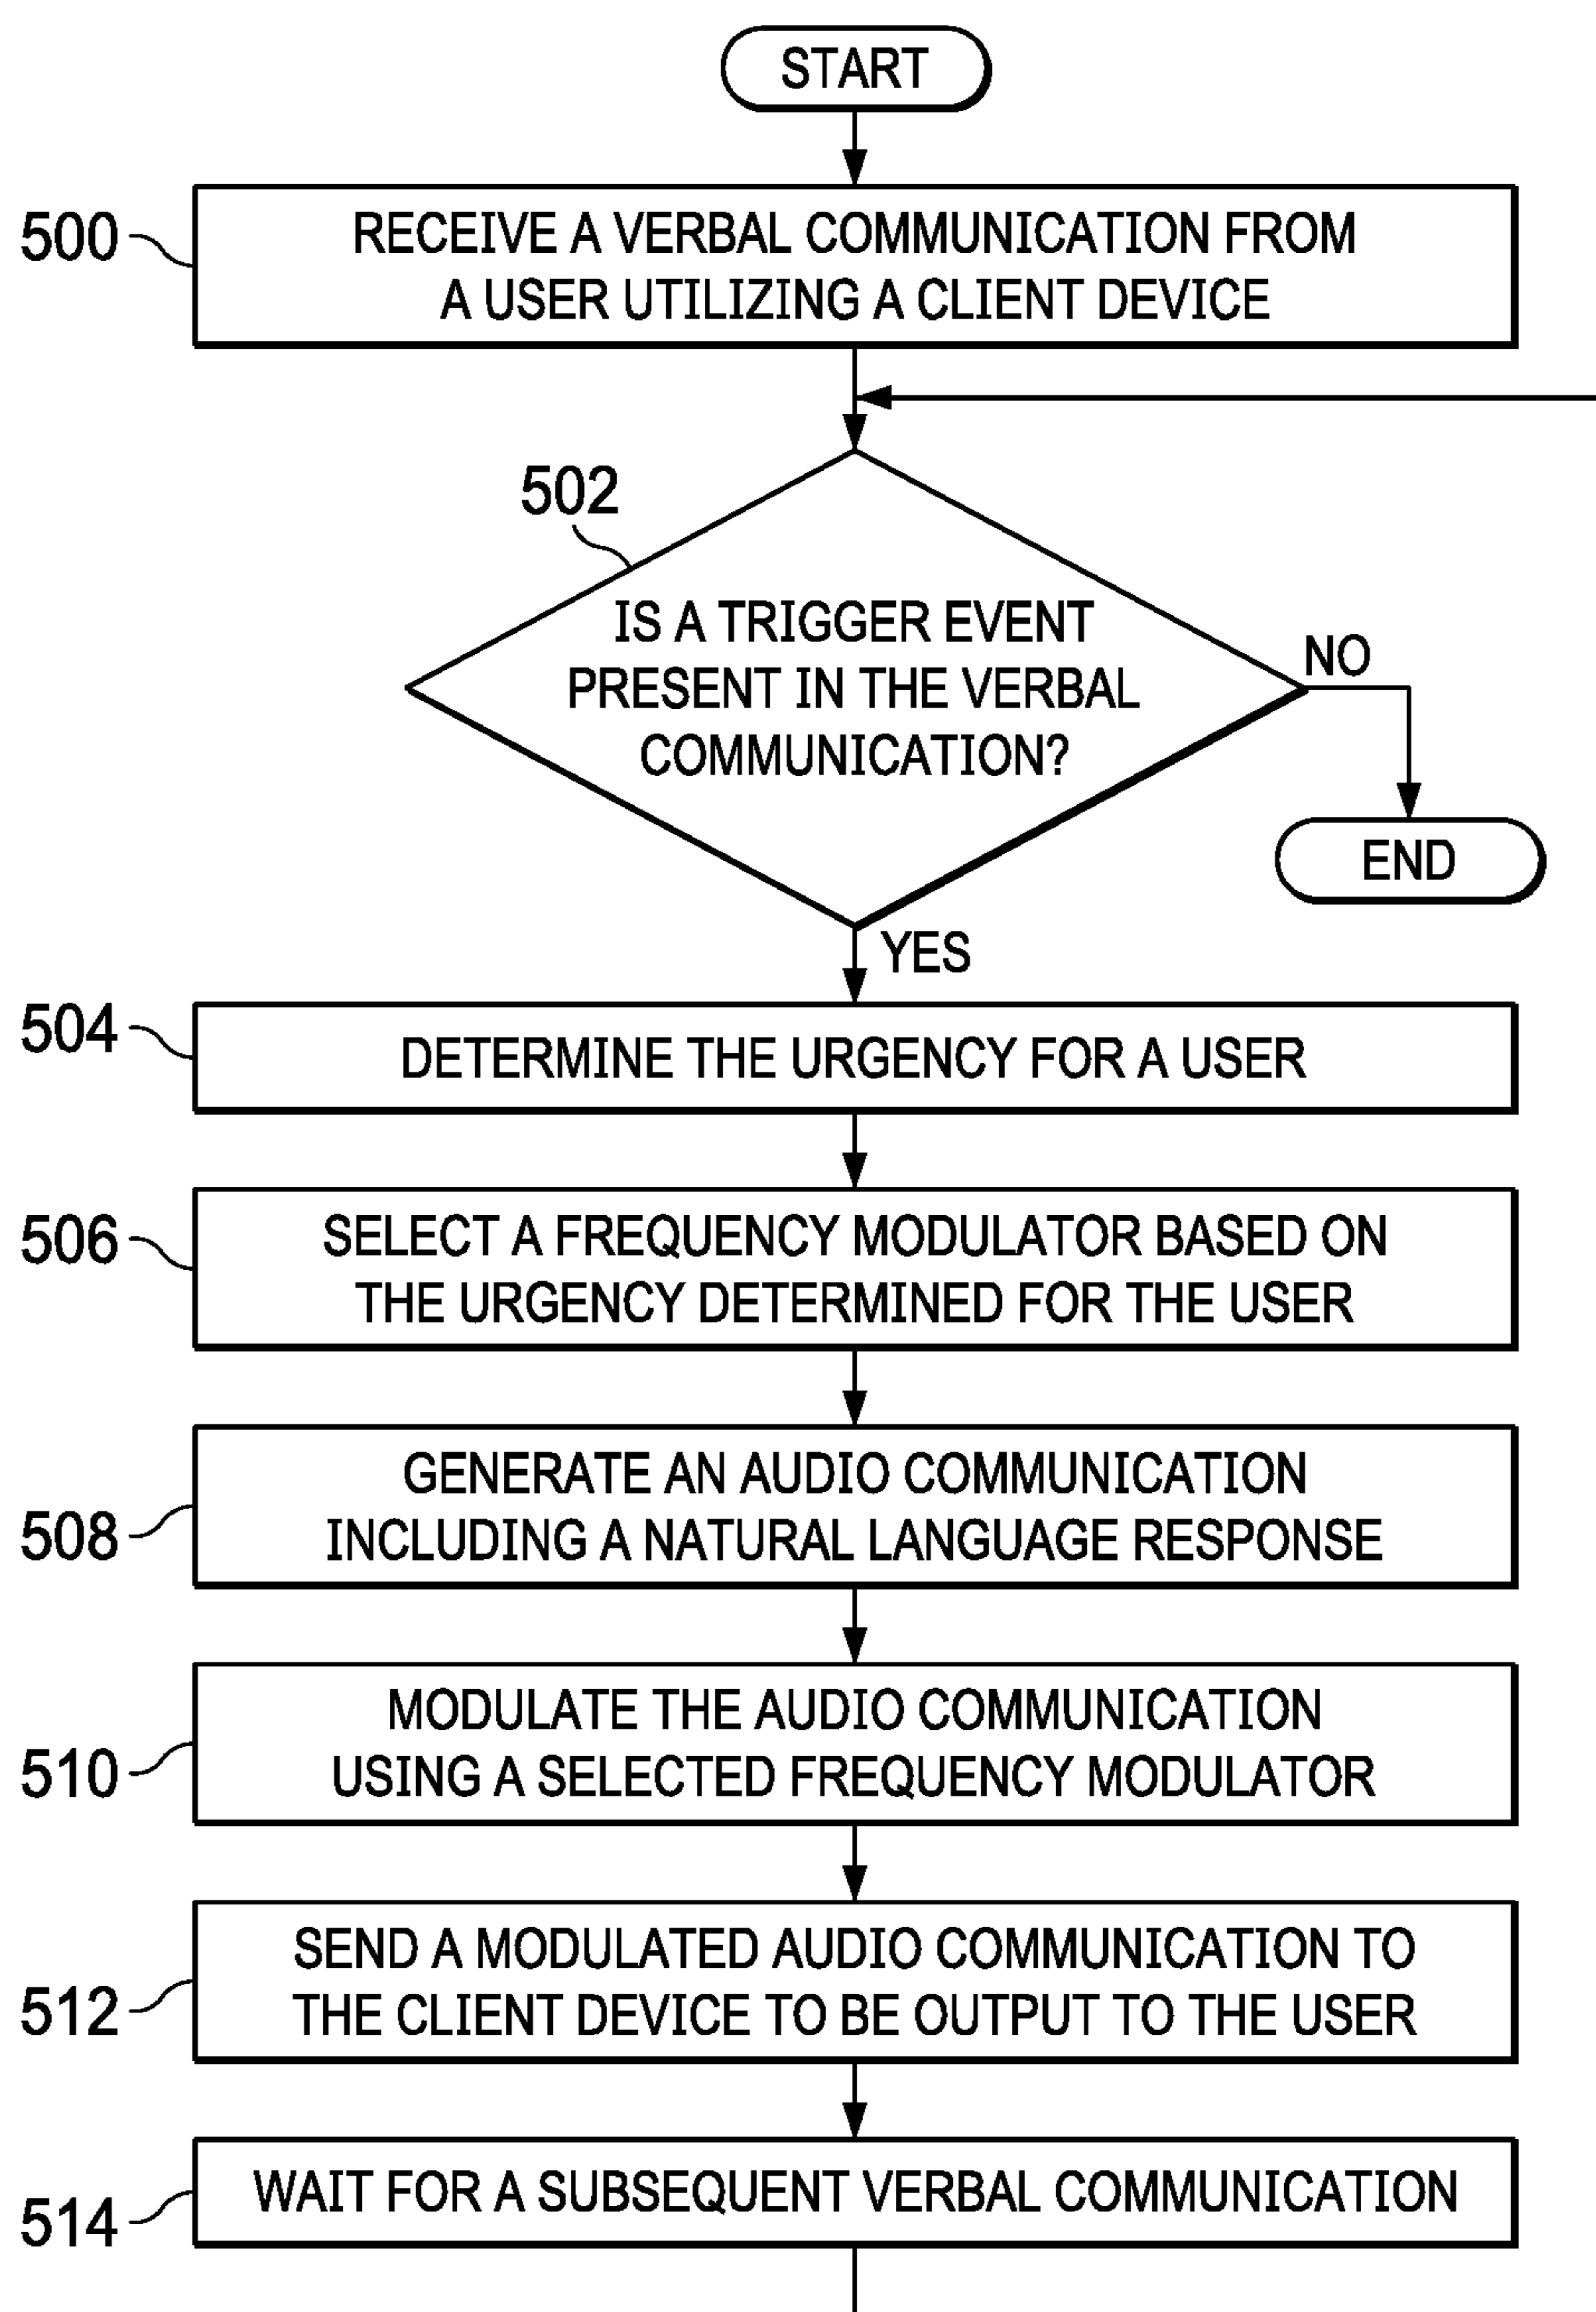 START
500
RECEIVE A VERBAL COMMUNICATION FROM
A USER UTILIZING A CLIENT DEVICE
502
IS A TRIGGER EVENT
PRESENT IN THE VERBAL
COMMUNICATION?
NO
END
YES
504
DETERMINE THE URGENCY FOR A USER
506
SELECT A FREQUENCY MODULATOR BASED ON
THE URGENCY DETERMINED FOR THE USER
508
GENERATE AN AUDIO COMMUNICATION
INCLUDING A NATURAL LANGUAGE RESPONSE
510
MODULATE THE AUDIO COMMUNICATION
USING A SELECTED FREQUENCY MODULATOR
512
SEND A MODULATED AUDIO COMMUNICATION TO
THE CLIENT DEVICE TO BE OUTPUT TO THE USER
514
WAIT FOR A SUBSEQUENT VERBAL COMMUNICATION